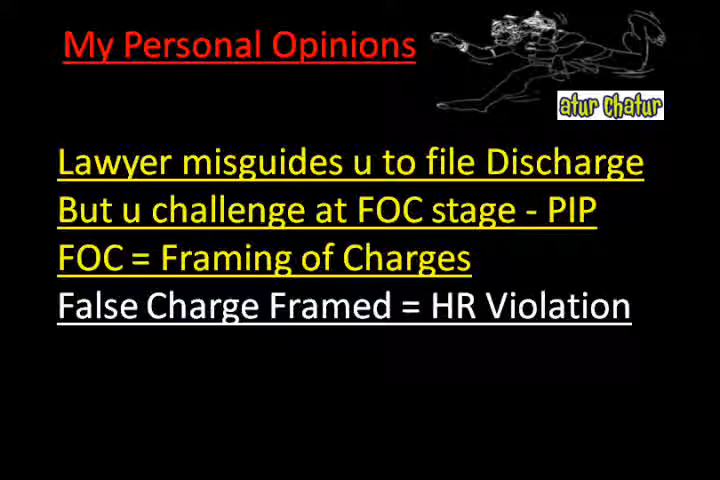 My Personal Opinions
atur chatur
Lawyer misguides u to file Discharge
But u challenge at FOC stage - PIP
FOC = Framing of Charges
False Charge Framed = HR Violation